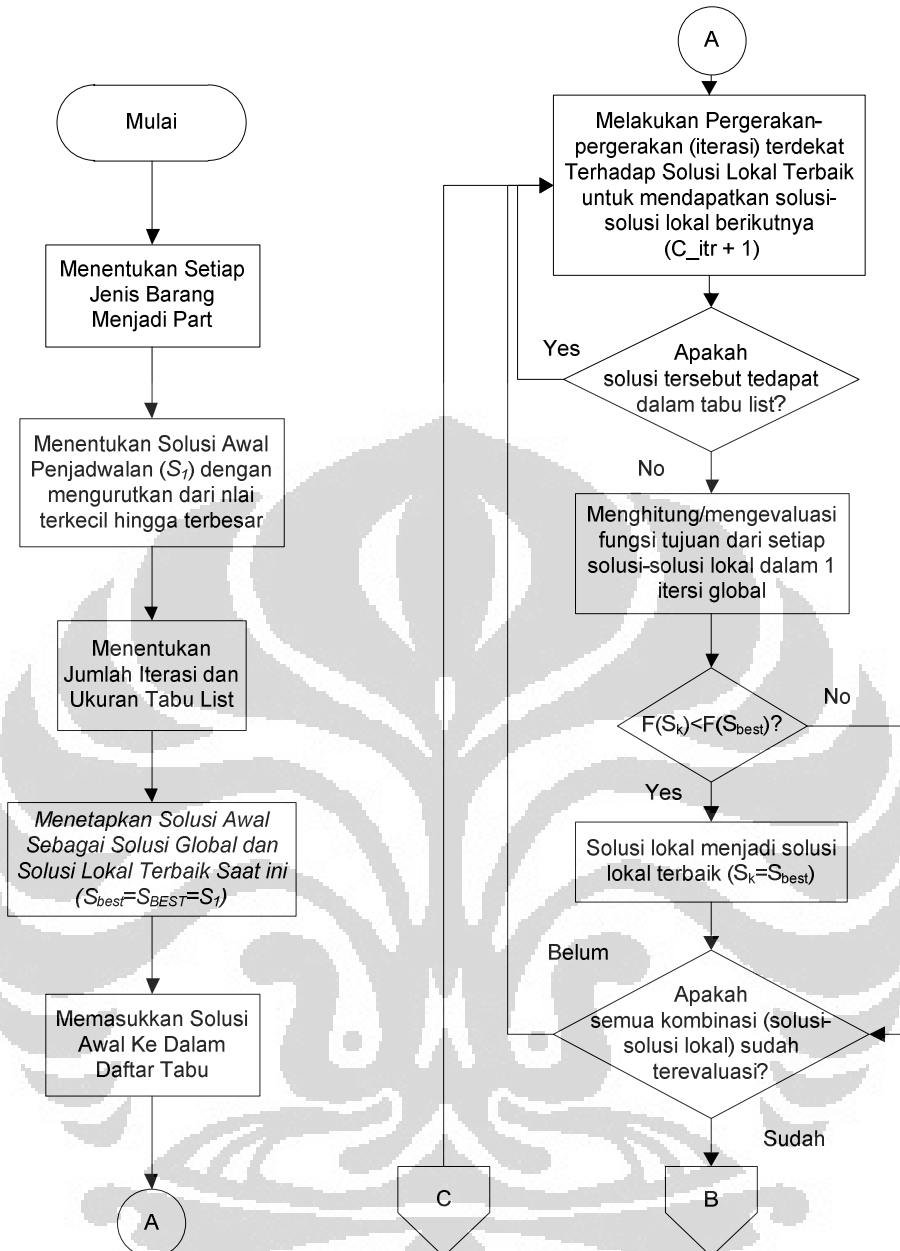 Mulai
Menentukan Setiap
Jenis Barang
Menjadi Part
Menentukan Solusi Awal
Penjadwalan (S1) dengan
mengurutkan dari nlai
terkecil hingga terbesar
Menentukan
Jumlah Iterasi dan
Ukuran Tabu List
Menetapkan Solusi Awal
Sebagai Solusi Global dan
Solusi Lokal Terbaik Saat ini
(Sbest=SBEST=S1)
Memasukkan Solusi
Awal Ke Dalam
Daftar Tabu
A
A
Melakukan Pergerakan-
pergerakan (iterasi) terdekat
Terhadap Solusi Lokal Terbaik
untuk mendapatkan solusi-
solusi lokal berikutnya
(C_itr + 1)
Yes
Apakah
solusi tersebut tedapat
dalam tabu list?
No
Menghitung/mengevaluasi
fungsi tujuan dari setiap
solusi-solusi lokal dalam 1
itersi global
No
F(Sk)<F(Sbest)?
Yes
Solusi lokal menjadi solusi
lokal terbaik (Sk=Sbest)
Belum
Apakah
semua kombinasi (solusi-
solusi lokal) sudah
terevaluasi?
Sudah
C
B